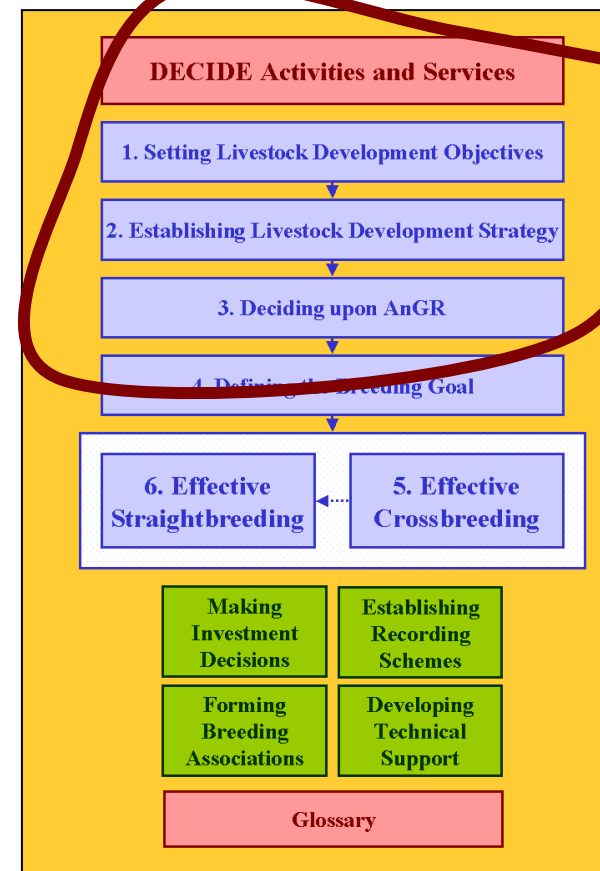 DECIDE Activities and Services
1. Setting Livestock Development Objectives
2. Establishing Livestock Development Strategy
3. Deciding upon AnGR
4. Defining the Breeding Goal
6. Effective
Straightbreeding
5. Effective
Crossbreeding
Making
Investment
Decisions
Establishing
Recording
Schemes
Forming
Breeding
Associations
Developing
Technical
Support
Glossary